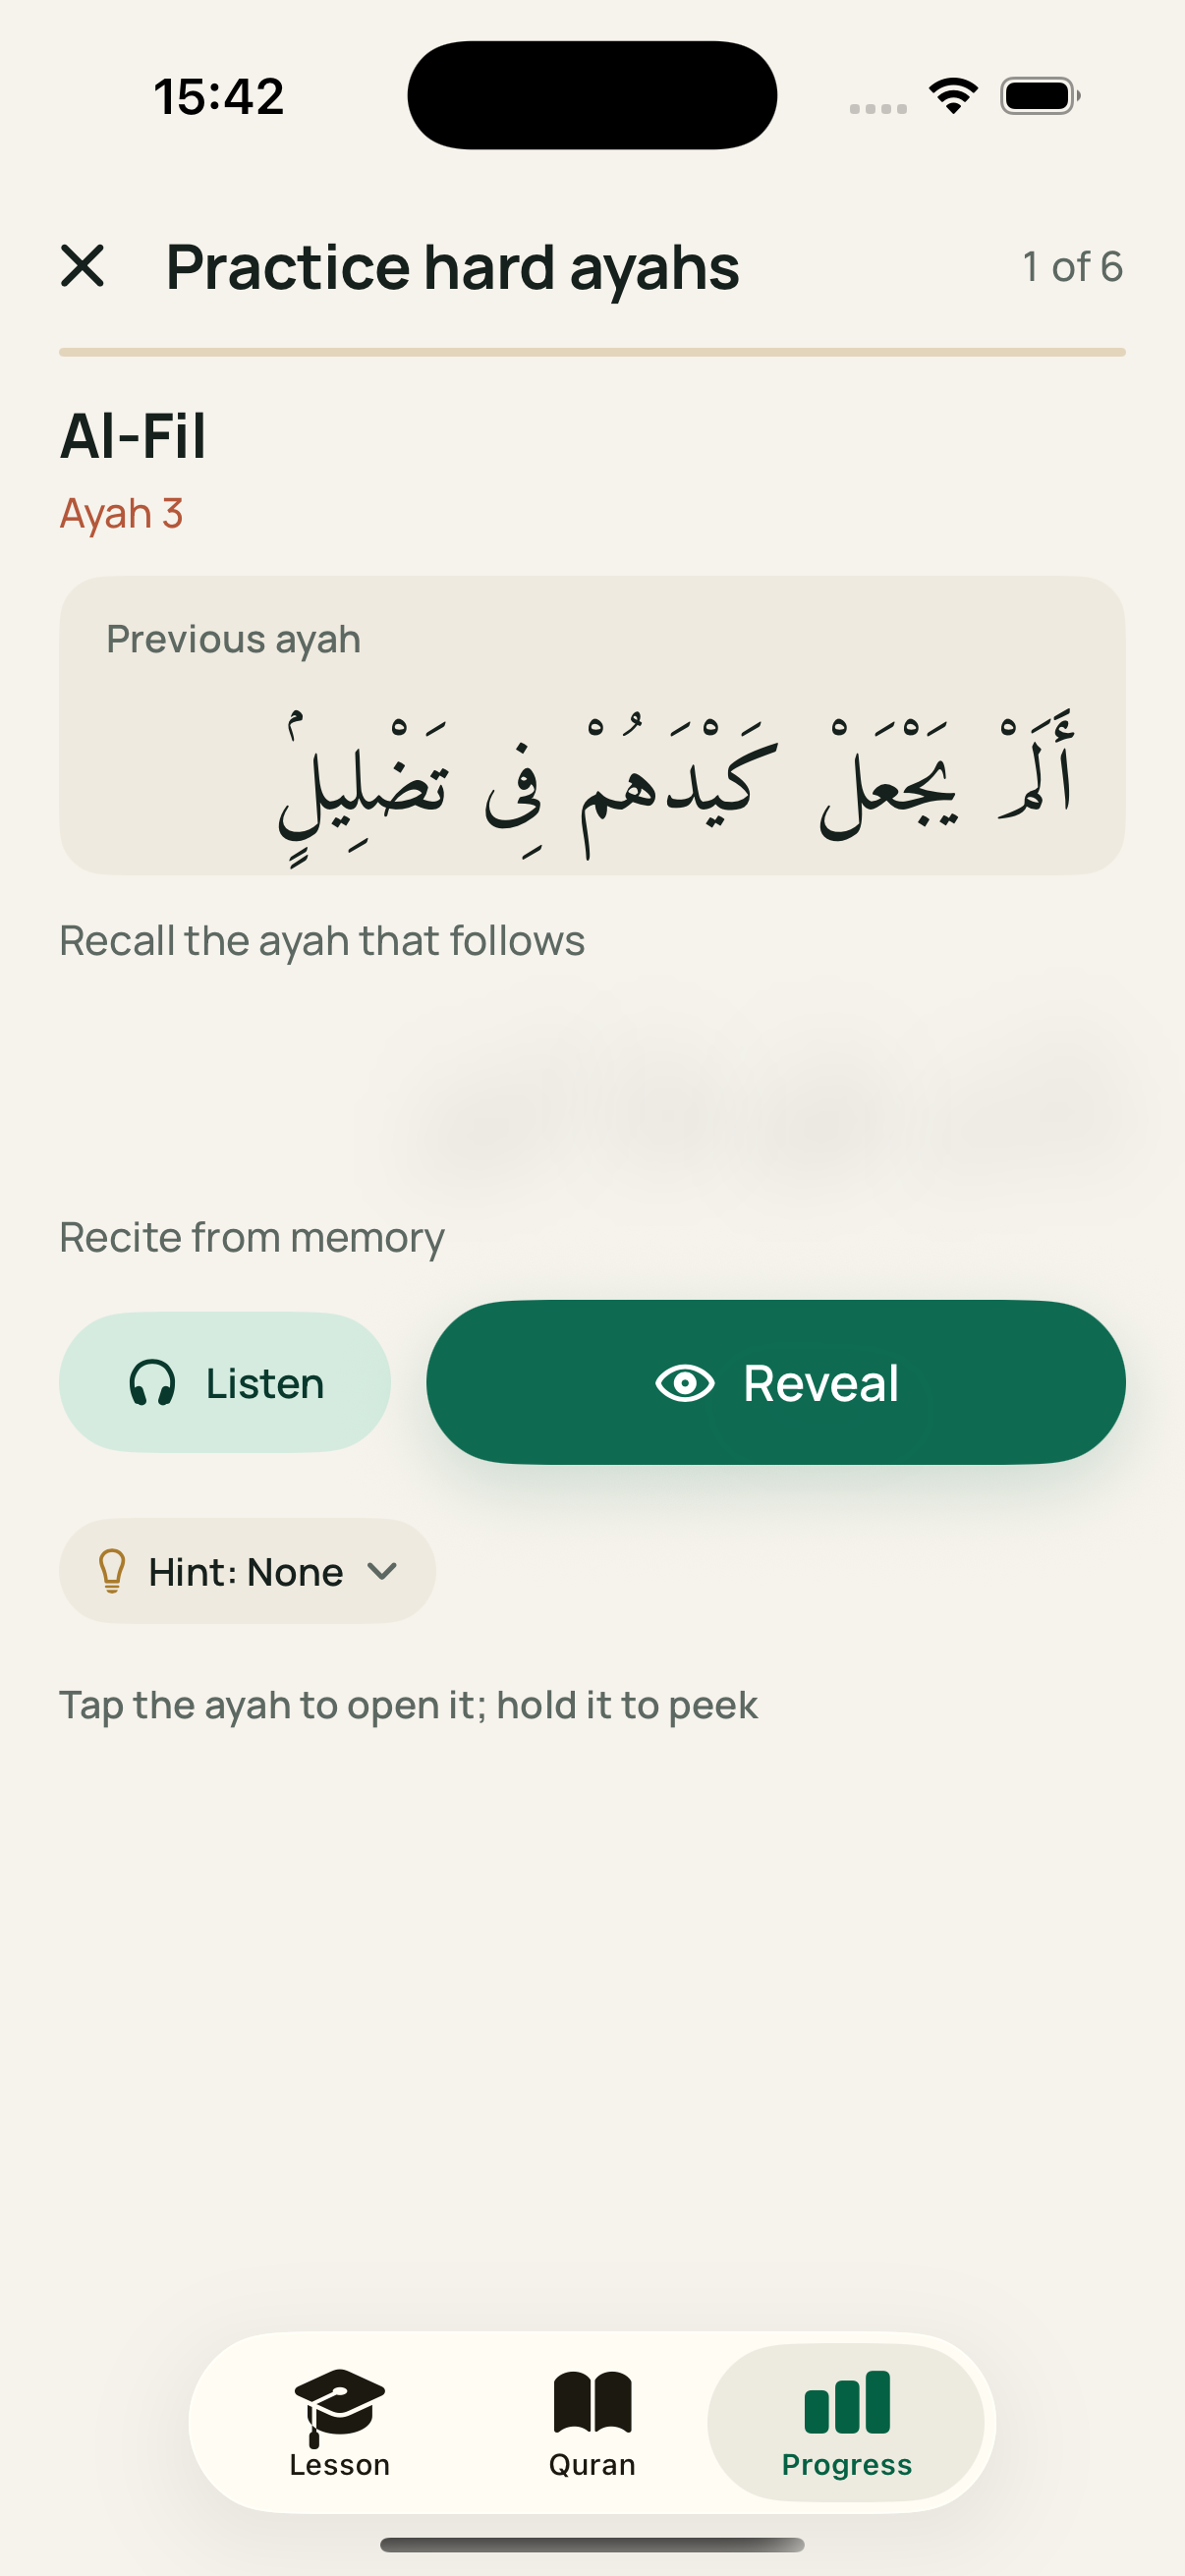 15:42
Practice hard ayahs
1 of 6
Al-Fil
Ayah 3
Previous ayah
أَلَمْ يَجْعَلْ كَيْدَهُمْ فِى تَضْلِيلٍۢ
Recall the ayah that follows
Recite from memory
Listen
Reveal
Hint: None
Tap the ayah to open it; hold it to peek
Lesson
Quran
Progress